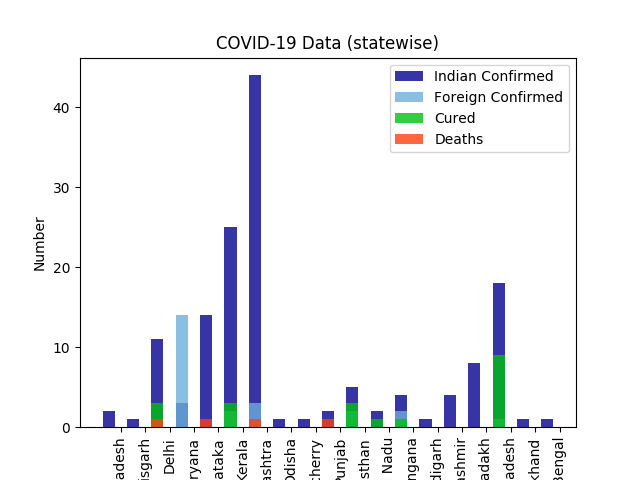 COVID-19 Data (statewise)
Indian Confirmed
Foreign Confirmed
Cured
Deaths
Number
40
30
20
10
0
adesh
isgarh
Delhi
ryana
ataka
Kerala
ashtra
Odisha
cherry
Punjab
sthan
Nadu
ngana
digarh
ashmir
adakh
adesh
khand
Bengal